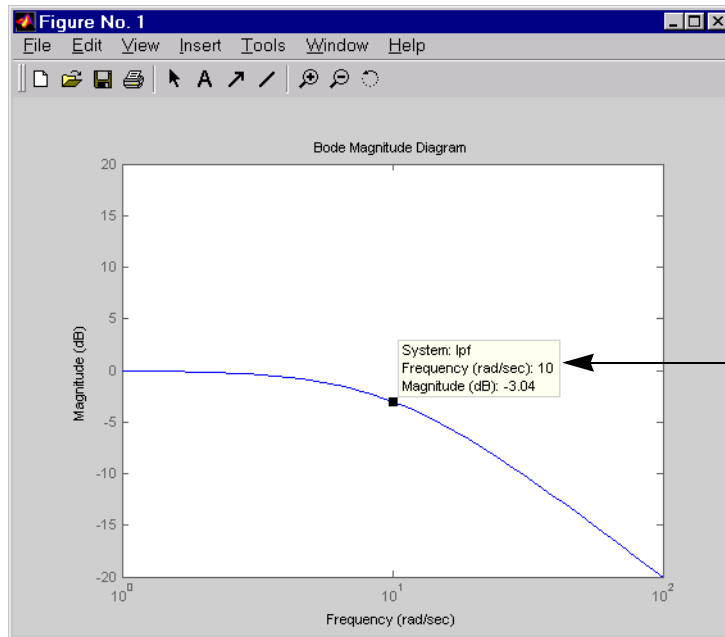 Figure No. 1
File Edit View Insert Tools Window Help
A
Bode Magnitude Diagram
20
15
10
5
0
-5
-10
-15
-20
Magnitude (dB)
System: lpf
Frequency (rad/sec): 10
Magnitude (dB): -3.04
10^0 10^1 10^2
Frequency (rad/sec)